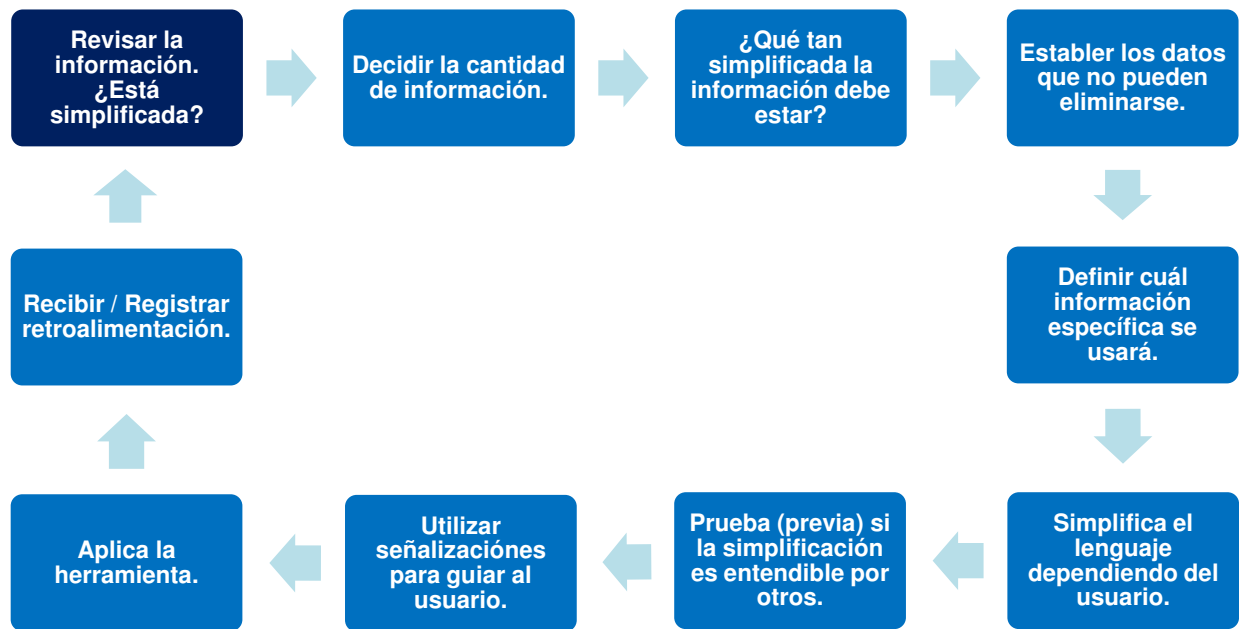 Revisar la
información.
¿Está
simplificada?
Decidir la cantidad
de información.
¿Qué tan
simplificada la
información debe
estar?
Establer los datos
que no pueden
eliminarse.
Definir cuál
información
específica se
usará.
Simplifica el
lenguaje
dependiendo del
usuario.
Prueba (previa) si
la simplificación
es entendible por
otros.
Utilizar
señalizaciónes
para guiar al
usuario.
Aplica la
herramienta.
Recibir / Registrar
retroalimentación.